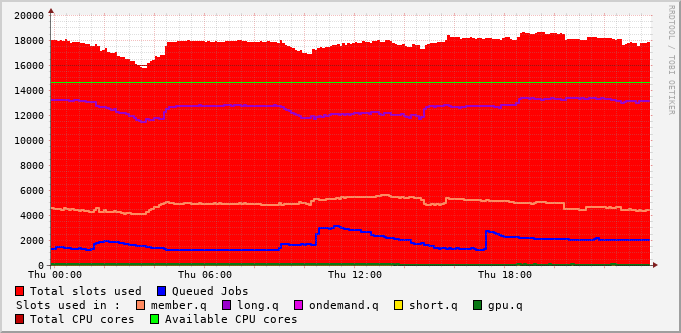 20000
18000
16000
14000
12000
10000
8000
6000
4000
2000
0
Thu 00:00 Thu 06:00 Thu 12:00 Thu 18:00
Total slots used Queued Jobs
Slots used in : member.q long.q ondemand.q short.q gpu.q
Total CPU cores Available CPU cores
RRDTOOL / TOBI OETIKER